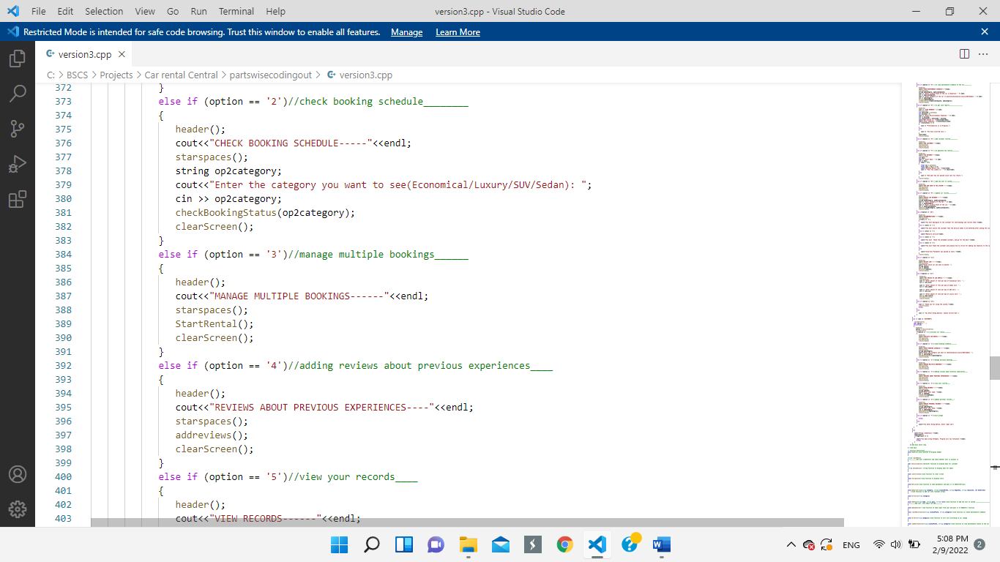 File Edit Selection View Go Run Terminal Help version3.cpp - Visual Studio Code
Restricted Mode is intended for safe code browsing. Trust this window to enable all features. Manage Learn More
version3.cpp
C: > BSCS > Projects > Car rental Central > partswisecodingout > version3.cpp
372 }
373 else if (option == '2')//check booking schedule________
374 {
375 header();
376 cout<<"CHECK BOOKING SCHEDULE-----"<<endl;
377 starspaces();
378 string op2category;
379 cout<<"Enter the category you want to see(Economical/Luxury/SUV/Sedan): ";
380 cin >> op2category;
381 checkBookingStatus(op2category);
382 clearScreen();
383 }
384 else if (option == '3')//manage multiple bookings______
385 {
386 header();
387 cout<<"MANAGE MULTIPLE BOOKINGS------"<<endl;
388 starspaces();
389 StartRental();
390 clearScreen();
391 }
392 else if (option == '4')//adding reviews about previous experiences____
393 {
394 header();
395 cout<<"REVIEWS ABOUT PREVIOUS EXPERIENCES----"<<endl;
396 starspaces();
397 addreviews();
398 clearScreen();
399 }
400 else if (option == '5')//view your records____
401 {
402 header();
403 cout<<"VIEW RECORDS------"<<endl;
ENG 5:08 PM
2/9/2022 2